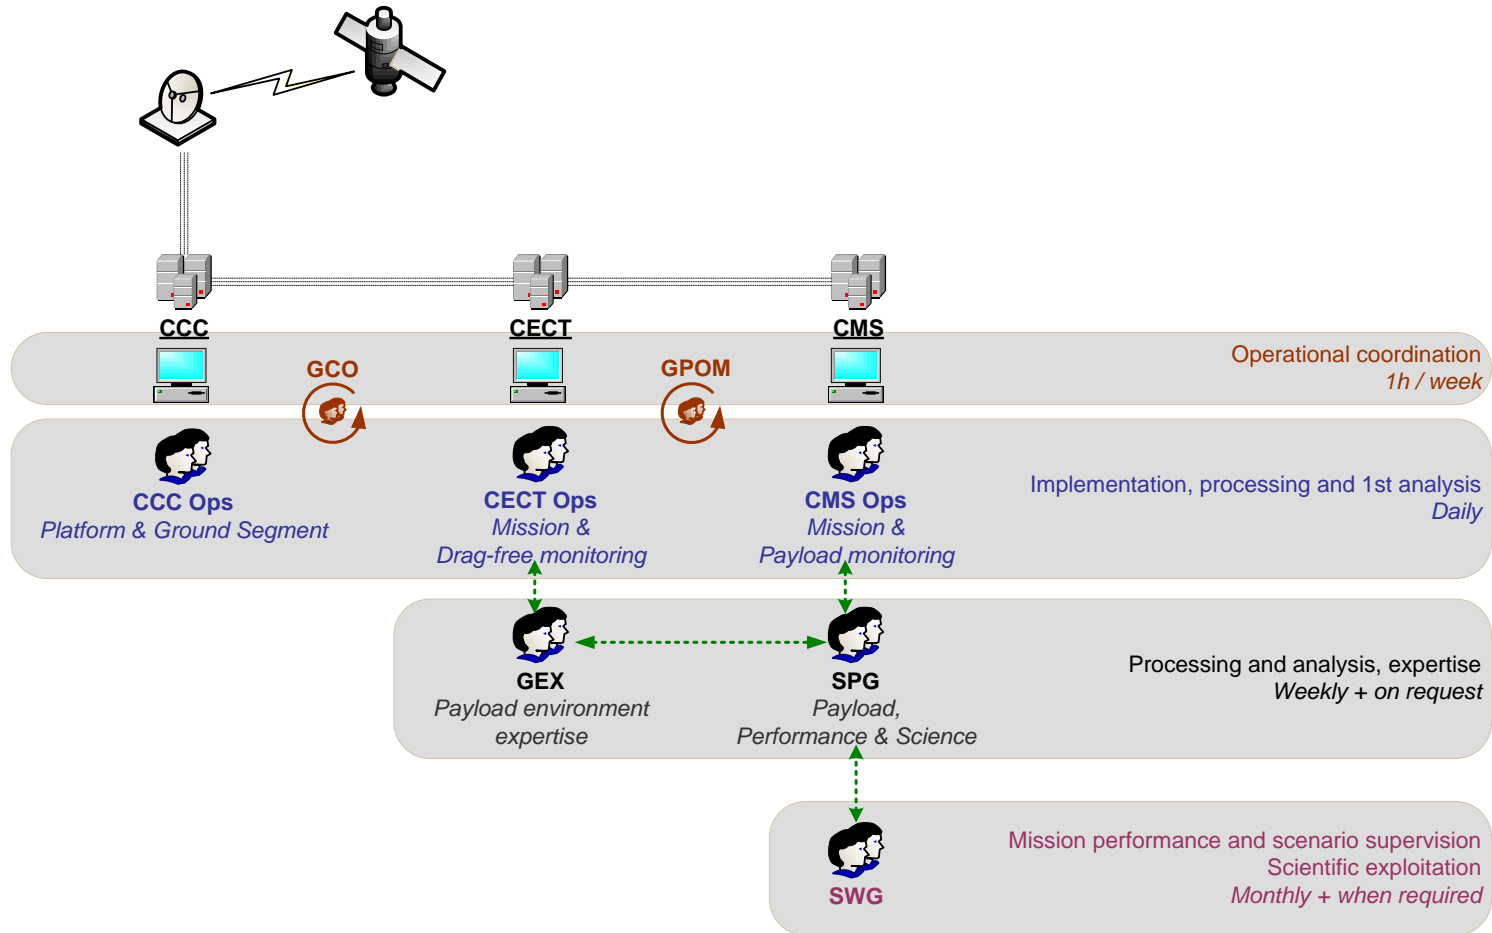 CCC
CECT
CMS
GCO
GPOM
Operational coordination
1h / week
CCC Ops
Platform & Ground Segment
CECT Ops
Mission &
Drag-free monitoring
CMS Ops
Mission &
Payload monitoring
Implementation, processing and 1st analysis
Daily
GEX
Payload environment
expertise
SPG
Payload,
Performance & Science
Processing and analysis, expertise
Weekly + on request
SWG
Mission performance and scenario supervision
Scientific exploitation
Monthly + when required